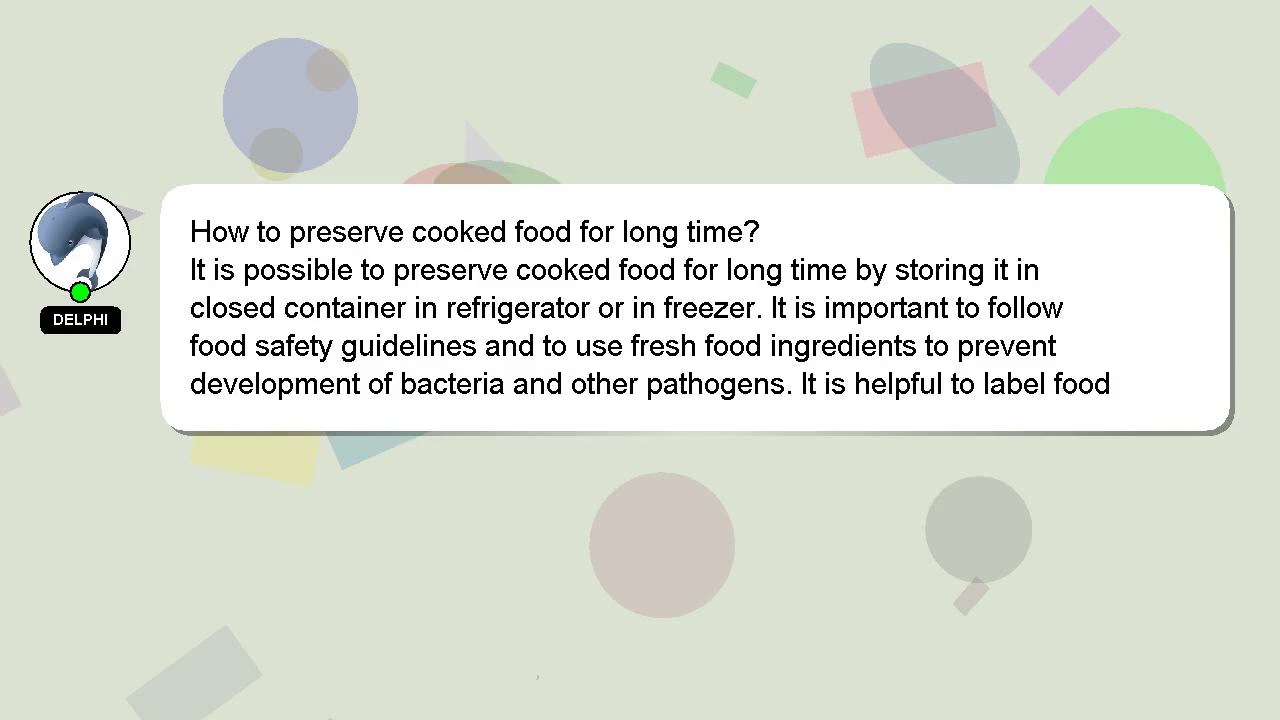 How to preserve cooked food for long time?
It is possible to preserve cooked food for long time by storing it in
closed container in refrigerator or in freezer. It is important to follow
food safety guidelines and to use fresh food ingredients to prevent
development of bacteria and other pathogens. It is helpful to label food
DELPHI